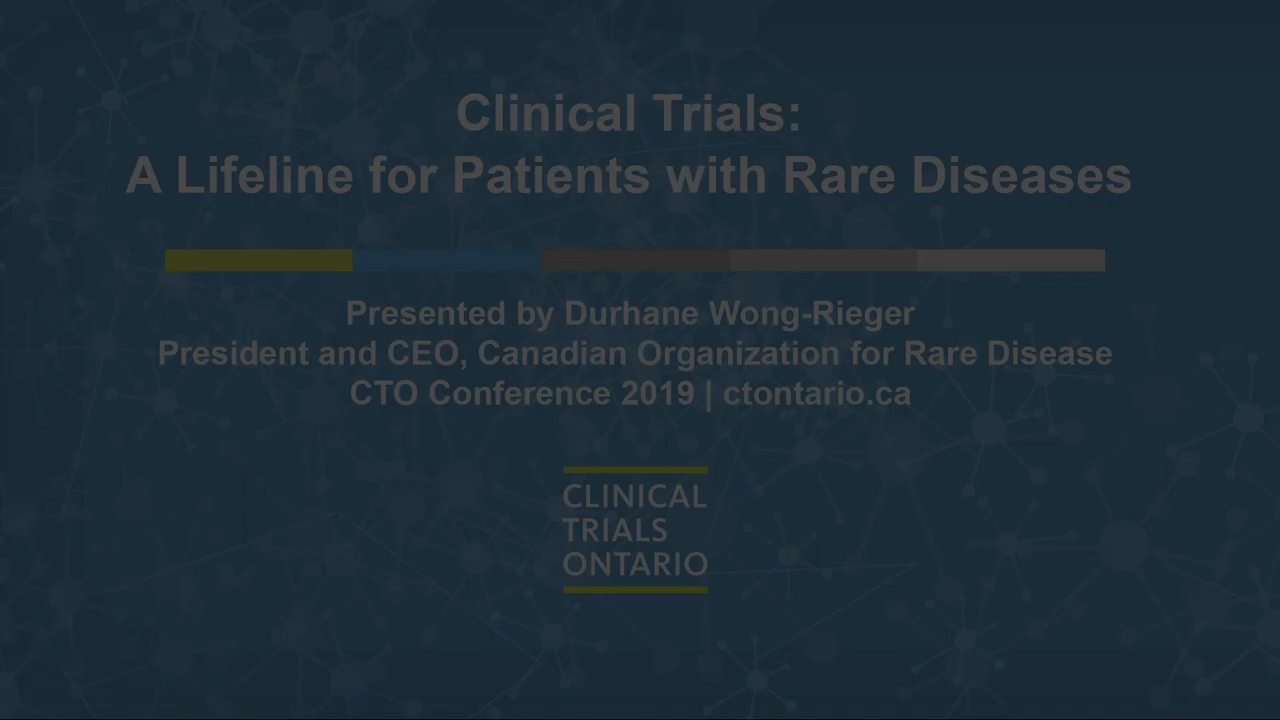 Clinical Trials:
A Lifeline for Patients with Rare Diseases
Presented by Durhane Wong-Rieger
President and CEO, Canadian Organization for Rare Disease
CTO Conference 2019 | ctontario.ca
CLINICAL
TRIALS
ONTARIO